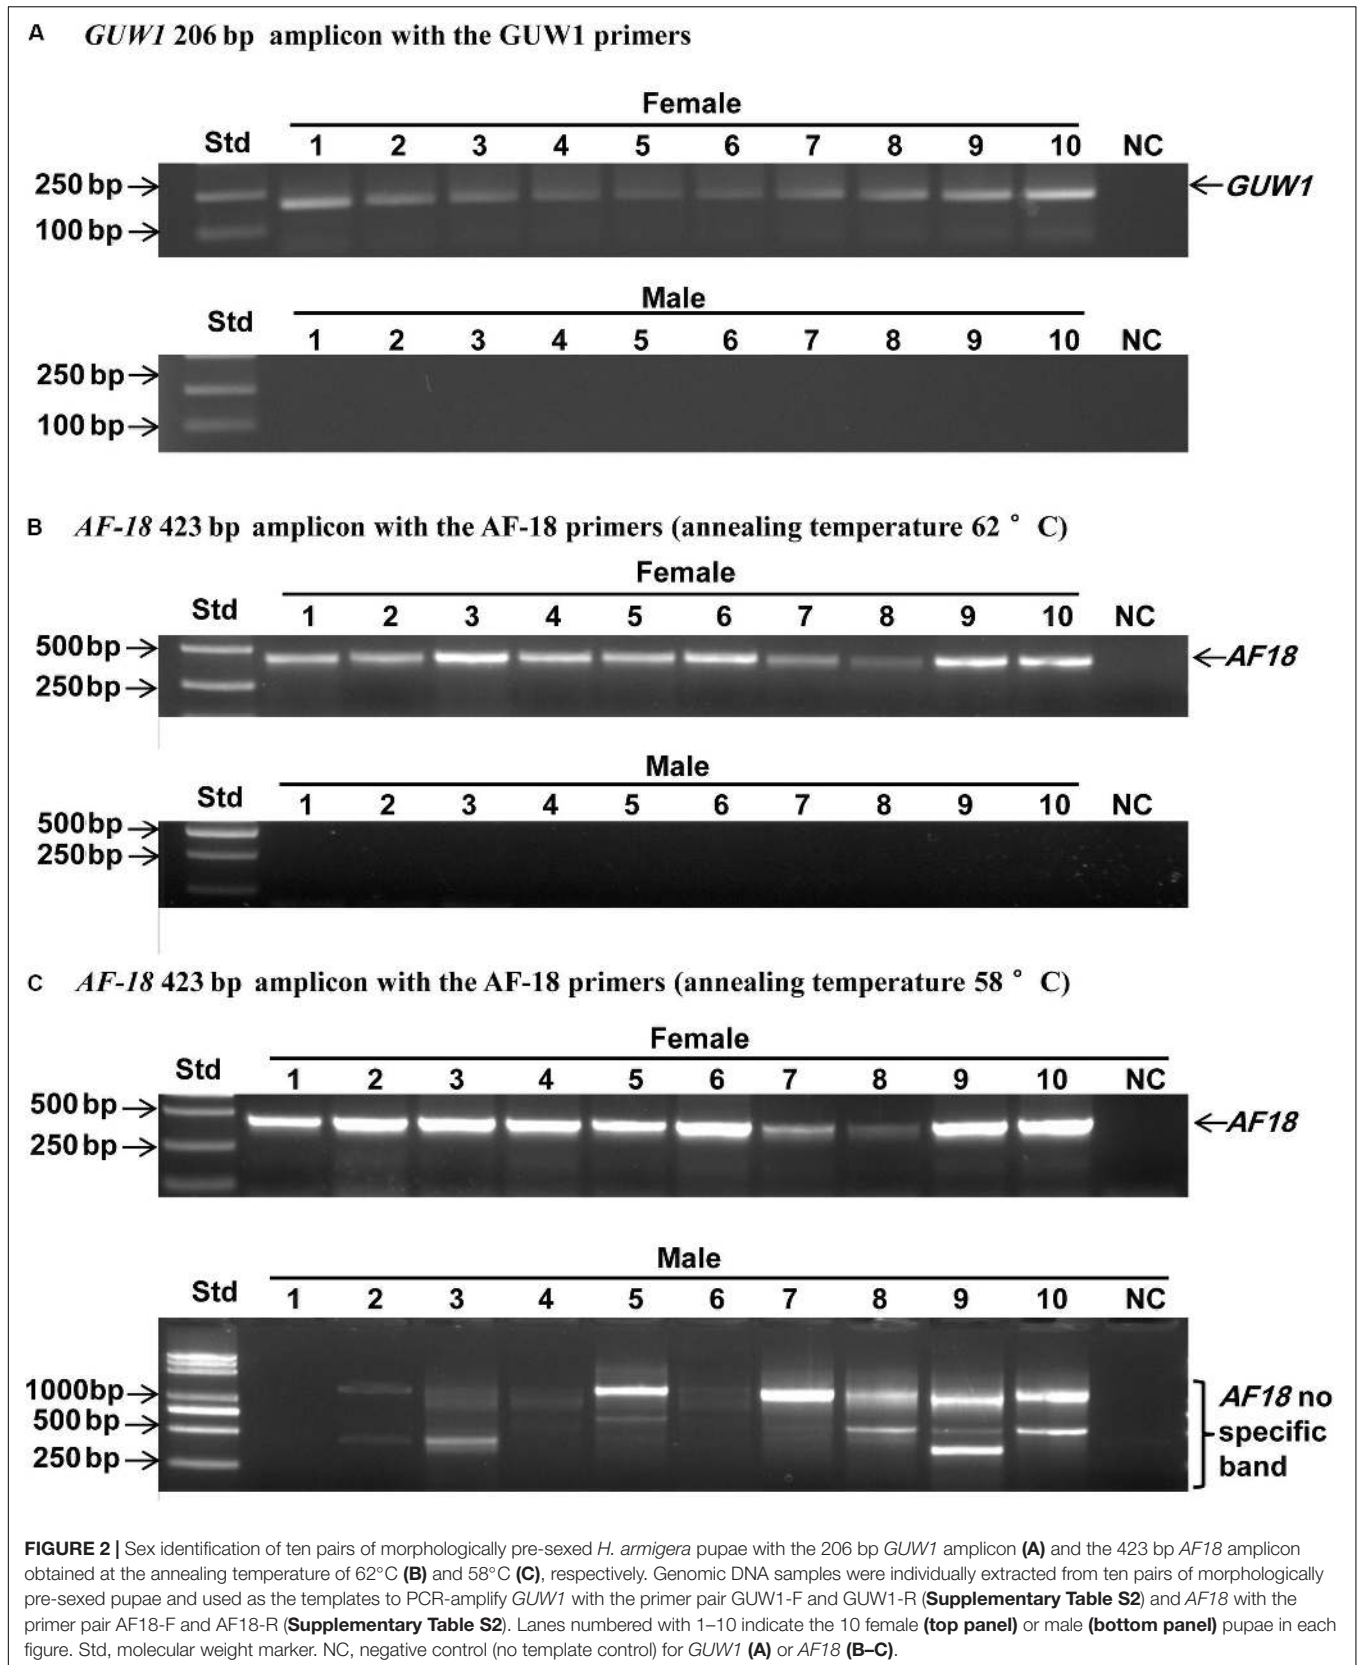 A GUW1 206 bp amplicon with the GUW1 primers
Female
Std 1 2 3 4 5 6 7 8 9 10 NC
250 bp→ ←GUW1
100 bp→
Male
Std
1 2 3 4 5 6 7 8 9 10 NC
250 bp→
100 bp→
B AF-18 423 bp amplicon with the AF-18 primers (annealing temperature 62 ° C)
Female
Std 1 2 3 4 5 6 7 8 9 10 NC
500 bp→ ←AF18
250 bp→
Male
Std 1 2 3 4 5 6 7 8 9 10 NC
500bp→
250bp→
C AF-18 423 bp amplicon with the AF-18 primers (annealing temperature 58 ° C)
Female
Std 1 2 3 4 5 6 7 8 9 10 NC
500 bp→ ←AF18
250 bp→
Male
Std 1 2 3 4 5 6 7 8 9 10 NC
1000bp→ AF18 no
500bp→ specific
250bp→ band
FIGURE 2 | Sex identification of ten pairs of morphologically pre-sexed H. armigera pupae with the 206 bp GUW1 amplicon (A) and the 423 bp AF18 amplicon
obtained at the annealing temperature of 62°C (B) and 58°C (C), respectively. Genomic DNA samples were individually extracted from ten pairs of morphologically
pre-sexed pupae and used as the templates to PCR-amplify GUW1 with the primer pair GUW1-F and GUW1-R (Supplementary Table S2) and AF18 with the
primer pair AF18-F and AF18-R (Supplementary Table S2). Lanes numbered with 1–10 indicate the 10 female (top panel) or male (bottom panel) pupae in each
figure. Std, molecular weight marker. NC, negative control (no template control) for GUW1 (A) or AF18 (B–C).